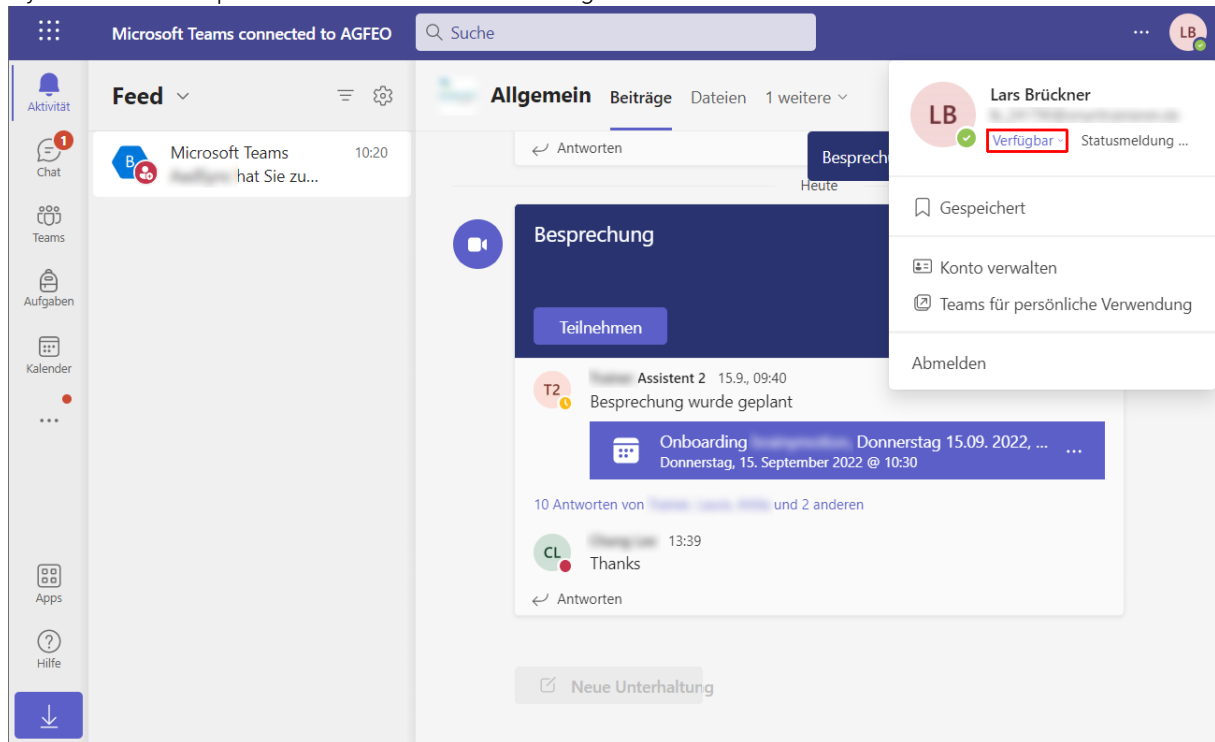 Microsoft Teams connected to AGFEO
Suche
LB
Aktivität
Chat
1
Teams
Aufgaben
Kalender
Apps
Hilfe
Feed
B
Microsoft Teams 10:20
hat Sie zu...
Allgemein Beiträge Dateien 1 weitere
Antworten
Besprech
Heute
Besprechung
Teilnehmen
T2
Assistent 2 15.9., 09:40
Besprechung wurde geplant
Onboarding Donnerstag 15.09. 2022, ...
Donnerstag, 15. September 2022 @ 10:30
10 Antworten von und 2 anderen
CL
13:39
Thanks
Antworten
Neue Unterhaltung
LB
Lars Brückner
Verfügbar Statusmeldung ...
Gespeichert
Konto verwalten
Teams für persönliche Verwendung
Abmelden